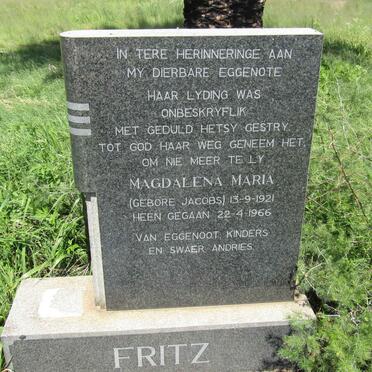 IN TERE HERINNERINGE AAN
MY DIERBARE EGGENOTE
HAAR LYDING WAS
ONBESKRYFLIK
MET GEDULD HETSY GESTRY.
TOT GOD HAAR WEG GENEEM HET.
OM NIE MEER TE LY
MAGDALENA MARIA
(GEBORE JACOBS) 13-9-1921
HEEN GEGAAN 22-4-1966
VAN EGGENOOT, KINDERS
EN SWAER ANDRIES.
FRITZ